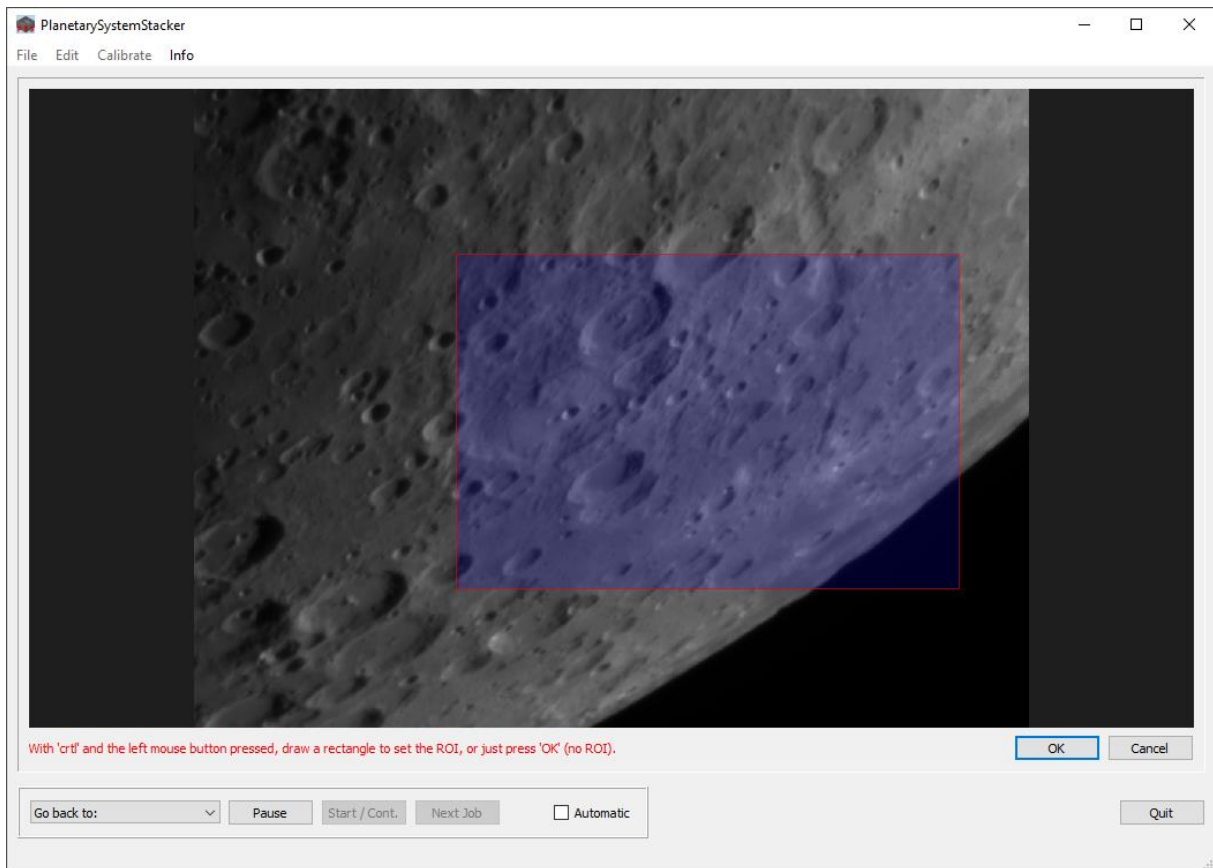 PlanetarySystemStacker
File Edit Calibrate Info
With 'crtl' and the left mouse button pressed, draw a rectangle to set the ROI, or just press 'OK' (no ROI).
OK Cancel
Go back to: Pause Start / Cont. Next Job Automatic Quit